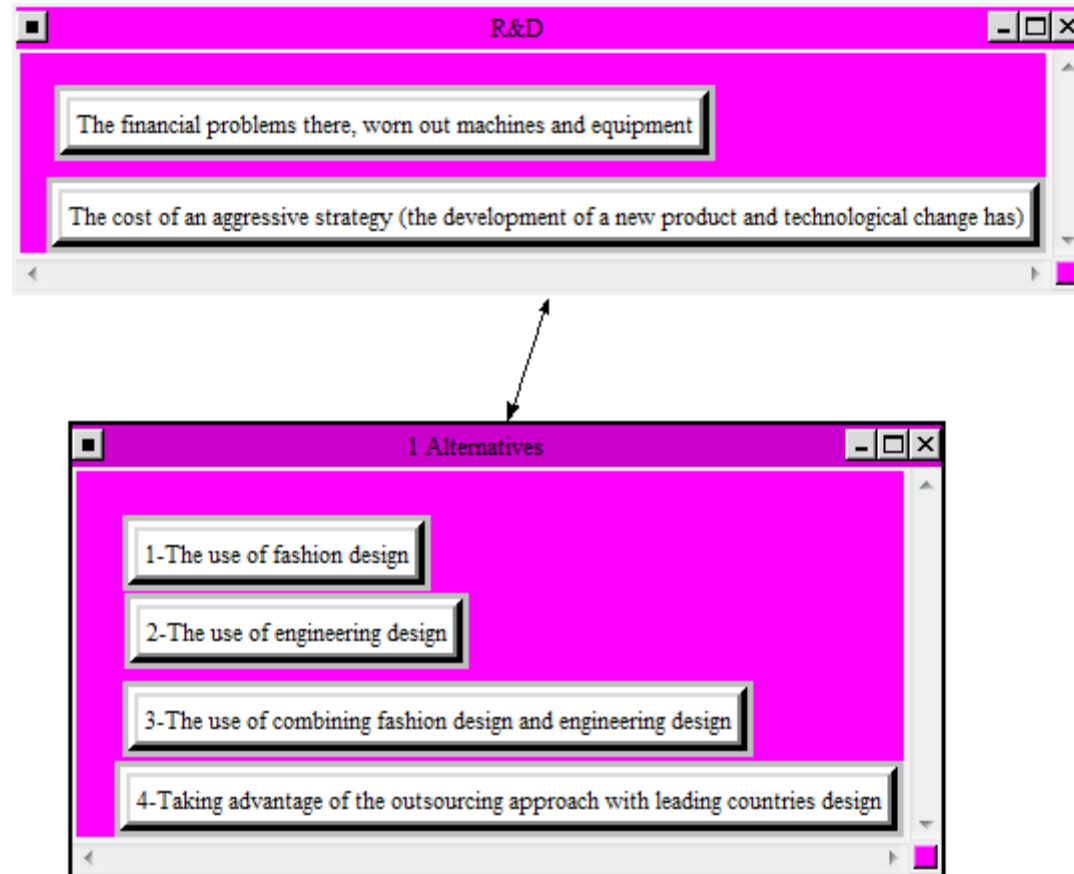 R&D
The financial problems there, worn out machines and equipment
The cost of an aggressive strategy (the development of a new product and technological change has)
1 Alternatives
1-The use of fashion design
2-The use of engineering design
3-The use of combining fashion design and engineering design
4-Taking advantage of the outsourcing approach with leading countries design